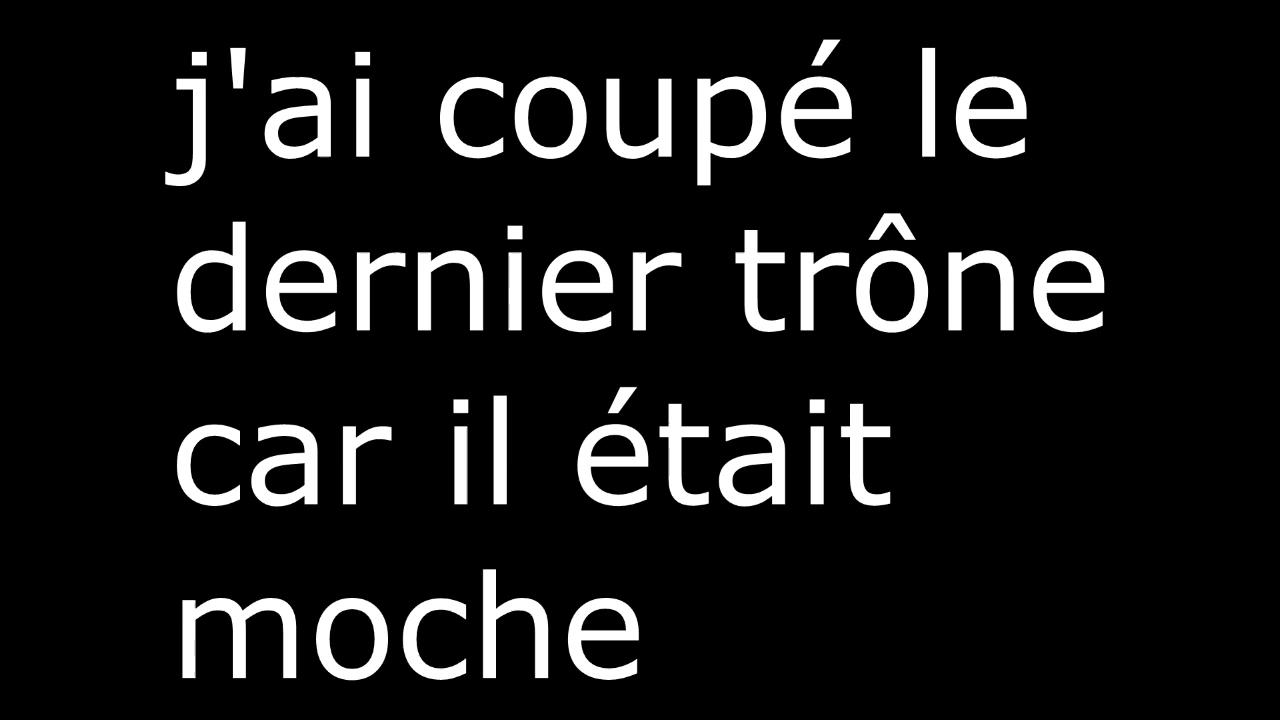 j'ai coupé le
dernier trône
car il était
moche